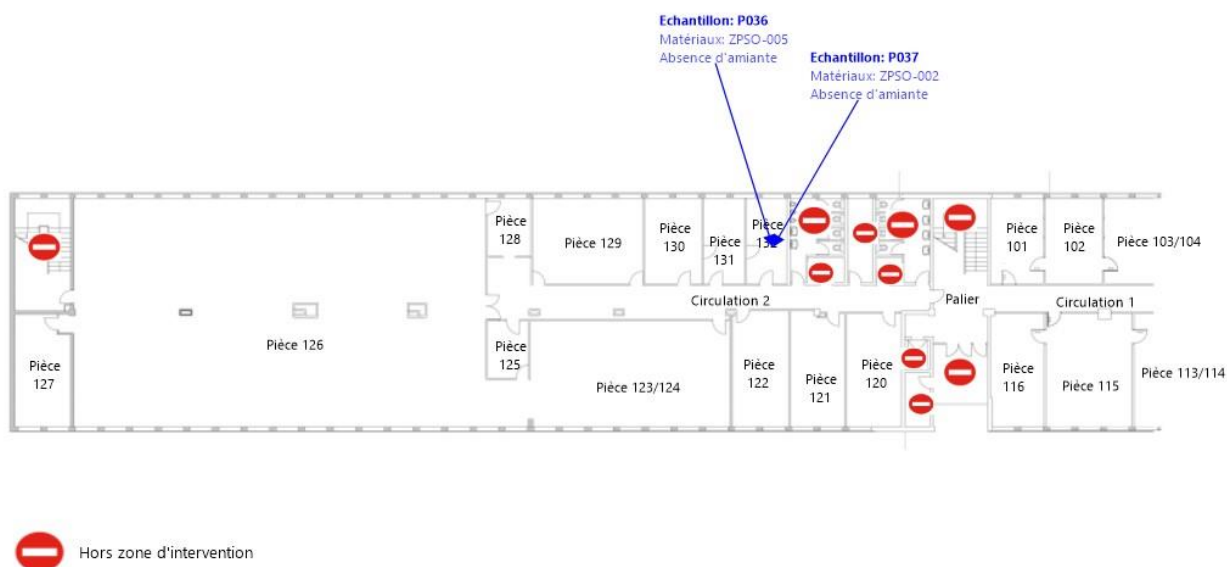 Echantillon: P036
Matériaux: ZPSO-005
Absence d'amiante
Echantillon: P037
Matériaux: ZPSO-002
Absence d'amiante
Pièce
128
Pièce 129
Pièce
130
Pièce
131
Pièce
132
Pièce
101
Pièce
102
Pièce 103/104
Circulation 2
Palier
Circulation 1
Pièce
127
Pièce 126
Pièce
125
Pièce 123/124
Pièce
122
Pièce
121
Pièce
120
Pièce
116
Pièce 115
Pièce 113/114
Hors zone d'intervention